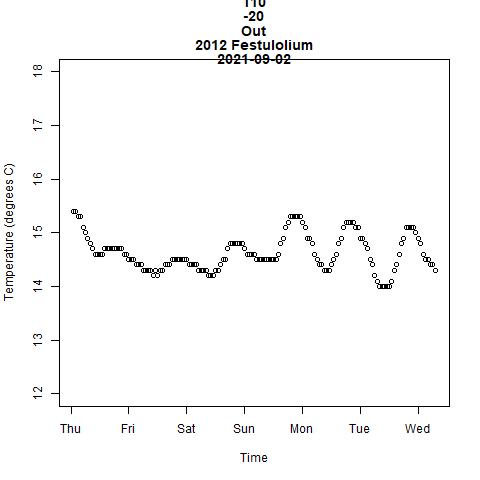 110
-20
Out
2012 Festulolium
2021-09-02
18
17
16
15
14
13
12
Temperature (degrees C)
Thu Fri Sat Sun Mon Tue Wed
Time